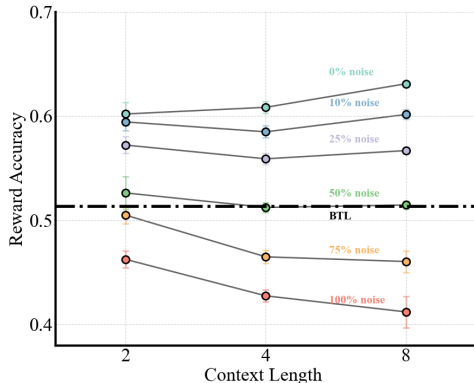 0.7
0.6
0.5
0.4
Reward Accuracy
0% noise
10% noise
25% noise
50% noise
BTL
75% noise
100% noise
2 4 8
Context Length